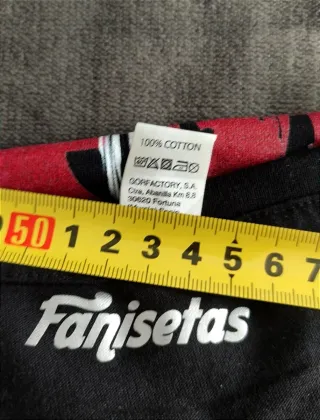 100% COTTON
GORFACTORY, S.A.
Ctra. Abanilla Km 8,8
30620 Fortuna
50 1 2 3 4 5 6 7
Fanisetas